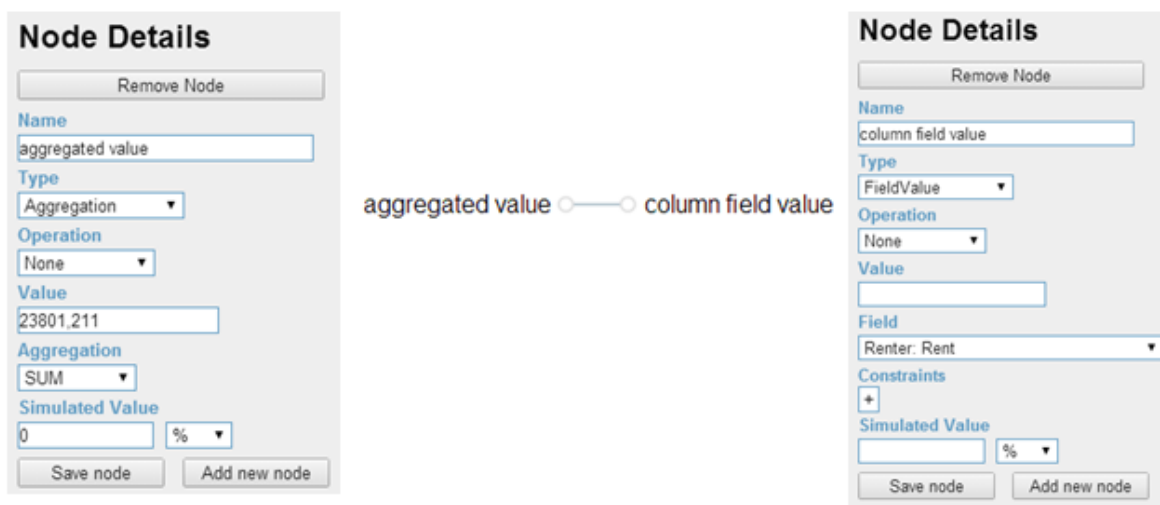 Node Details
Remove Node
Name
aggregated value
Type
Aggregation
Operation
None
Value
23801,211
Aggregation
SUM
Simulated Value
0 %
Save node Add new node
aggregated value column field value
Node Details
Remove Node
Name
column field value
Type
FieldValue
Operation
None
Value
Field
Renter: Rent
Constraints
+
Simulated Value
%
Save node Add new node